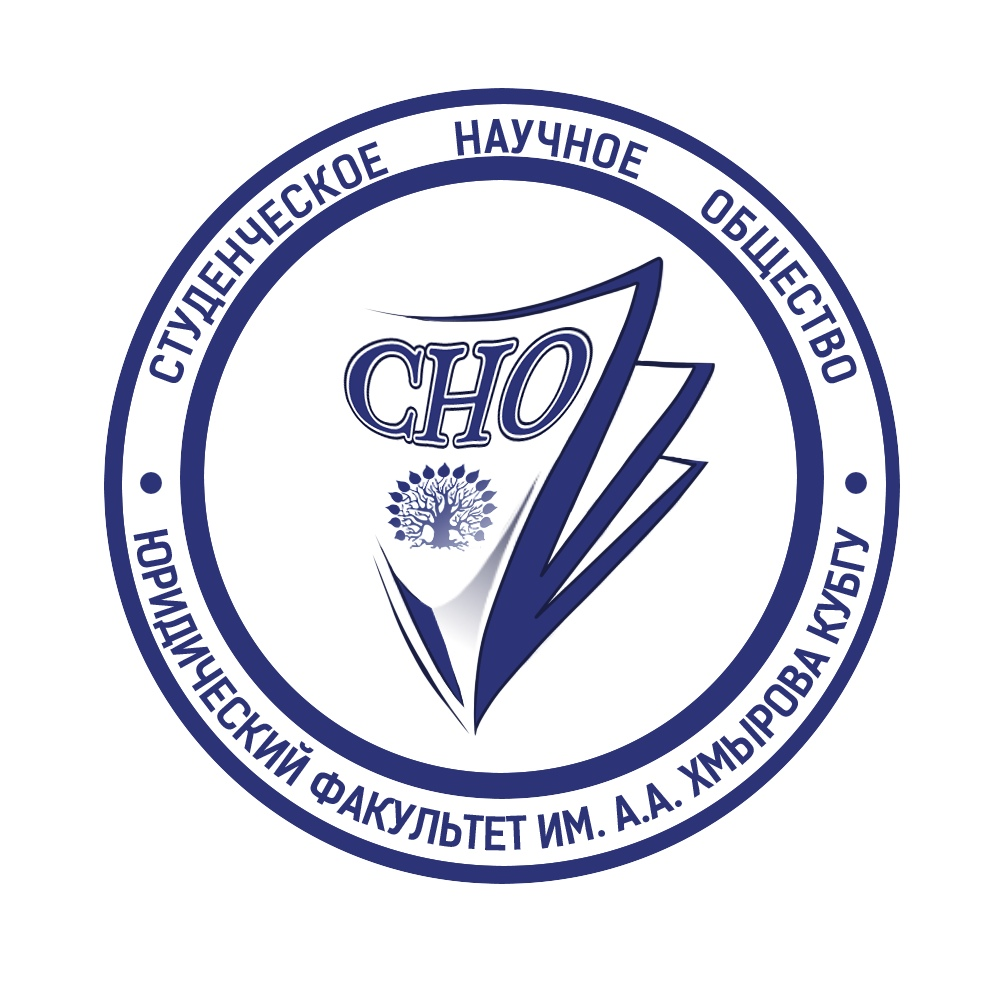 СТУДЕНЧЕСКОЕ НАУЧНОЕ ОБЩЕСТВО
СНО
ЮРИДИЧЕСКИЙ ФАКУЛЬТЕТ ИМ. А.А. ХМЫРОВА КУБГУ